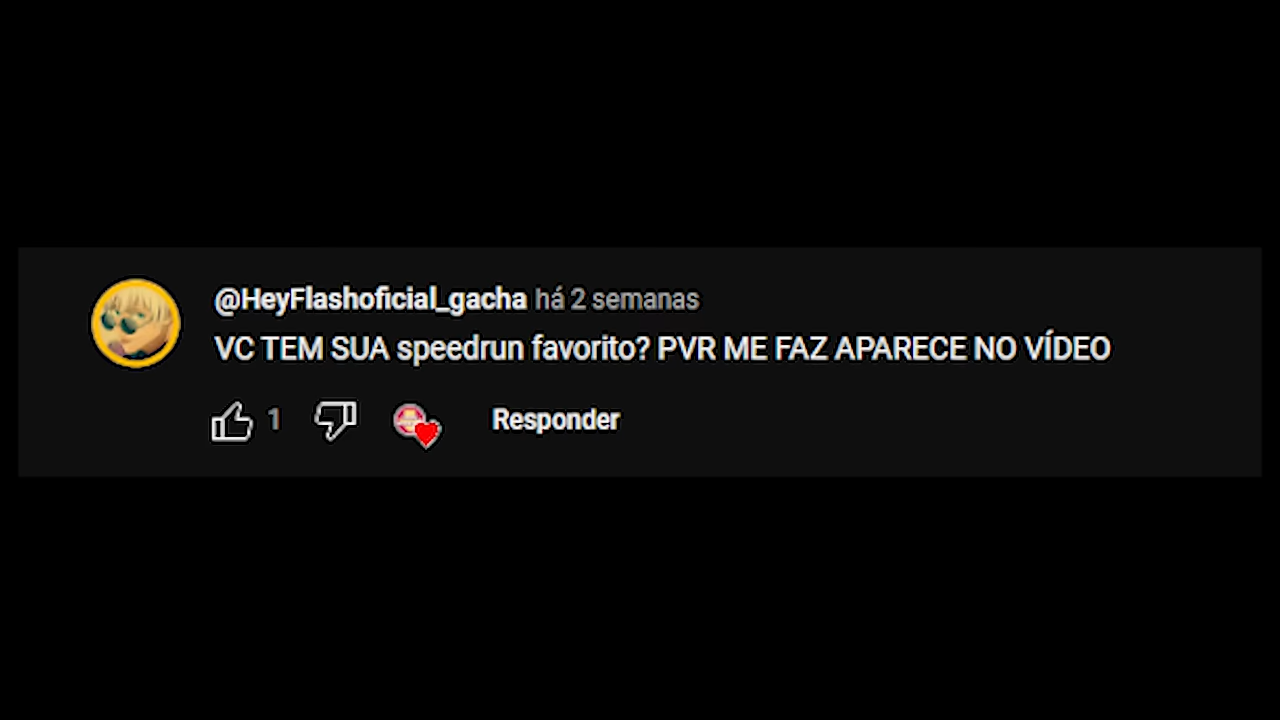 @HeyFlashoficial_gacha há 2 semanas
VC TEM SUA speedrun favorito? PVR ME FAZ APARECE NO VÍDEO
1 Responder